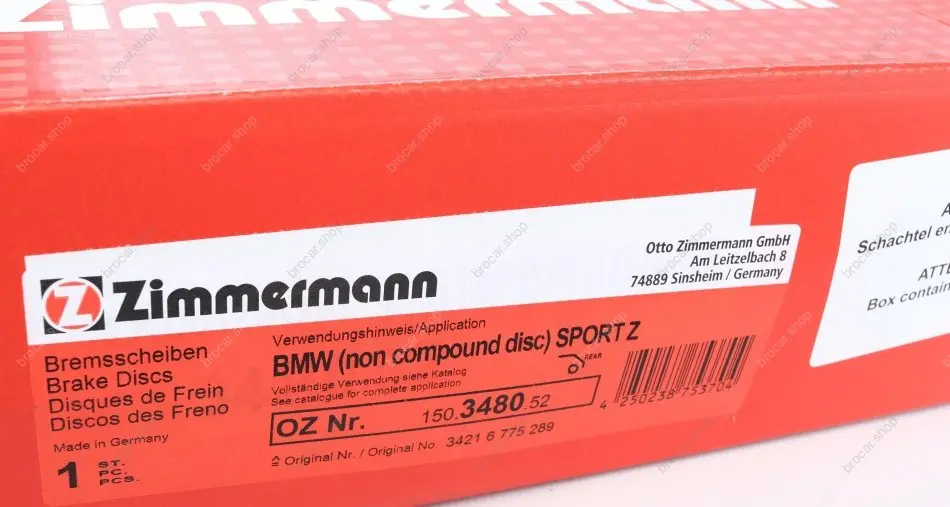 Zimmermann
Zimmermann
Otto Zimmermann GmbH
Am Leitzelbach 8
74889 Sinsheim / Germany
Bremsscheiben
Brake Discs
Disques de Frein
Discos des Freno
Made in Germany
1 ST.
PC.
PCS.
Verwendungshinweis/Application
BMW (non compound disc) SPORT Z
REAR
Vollständige Verwendung siehe Katalog
See catalogue for complete application
OZ Nr. 150.3480.52
≙ Original Nr. / Original No. 3421 6 775 289
4 250238 753704
Schachtel
Box
brocar.shop